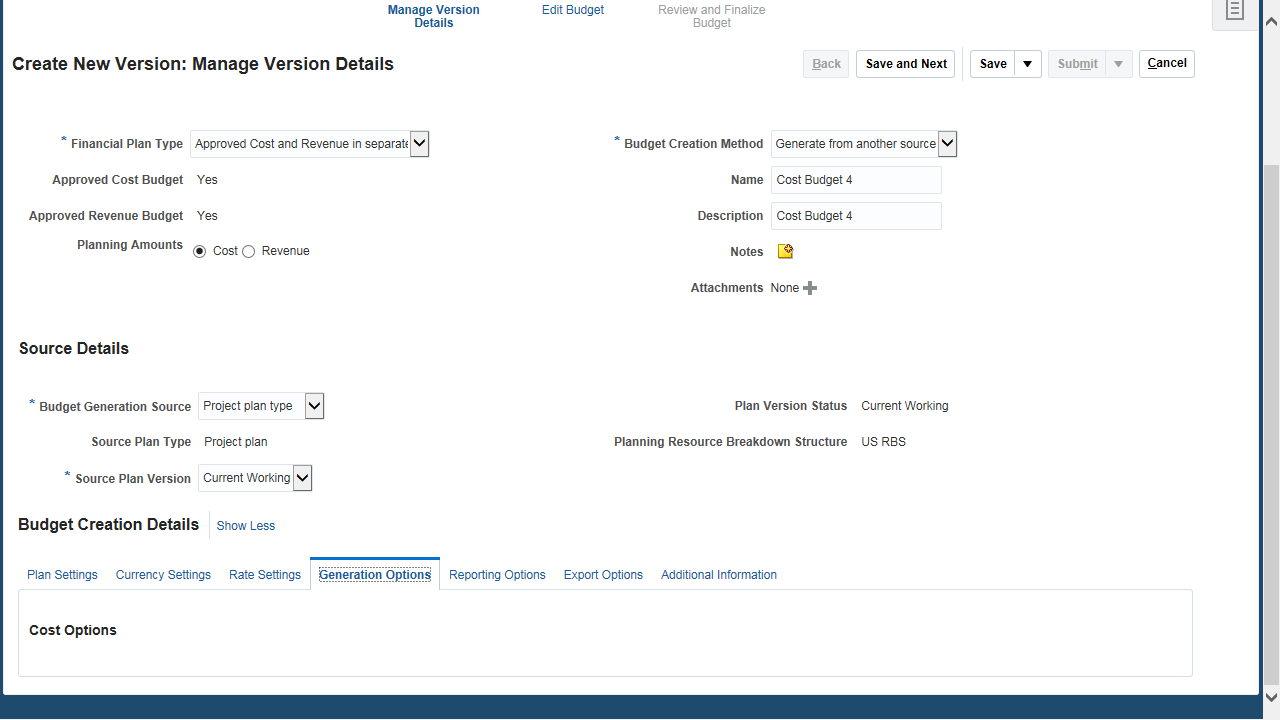 Manage Version
Details
Edit Budget
Review and Finalize
Budget
Create New Version: Manage Version Details
Back
Save and Next
Save
Submit
Cancel
* Financial Plan Type Approved Cost and Revenue in separate
Approved Cost Budget Yes
Approved Revenue Budget Yes
Planning Amounts Cost Revenue
* Budget Creation Method Generate from another source
Name Cost Budget 4
Description Cost Budget 4
Notes
Attachments None
Source Details
* Budget Generation Source Project plan type
Source Plan Type Project plan
* Source Plan Version Current Working
Plan Version Status Current Working
Planning Resource Breakdown Structure US RBS
Budget Creation Details Show Less
Plan Settings Currency Settings Rate Settings Generation Options Reporting Options Export Options Additional Information
Cost Options